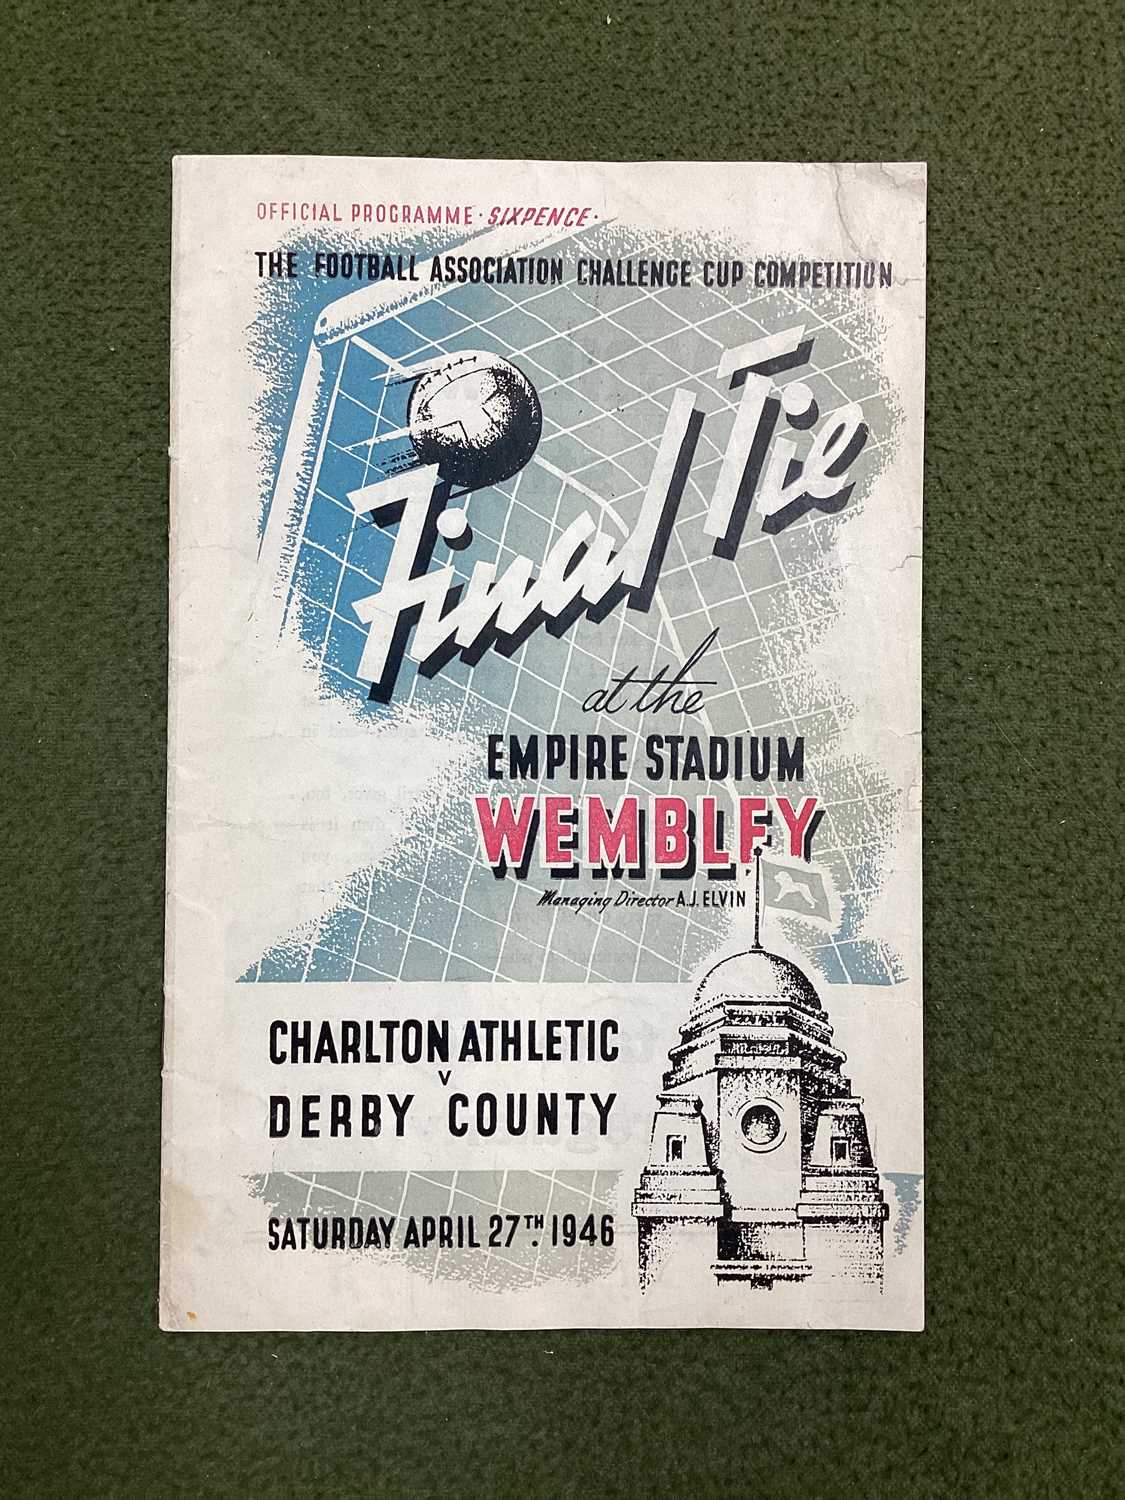 OFFICIAL PROGRAMME · SIXPENCE ·
THE FOOTBALL ASSOCIATION CHALLENGE CUP COMPETITION
Final Tie
at the
EMPIRE STADIUM
WEMBLEY
Managing Director A.J. ELVIN
CHARLTON ATHLETIC
V
DERBY COUNTY
SATURDAY APRIL 27TH. 1946